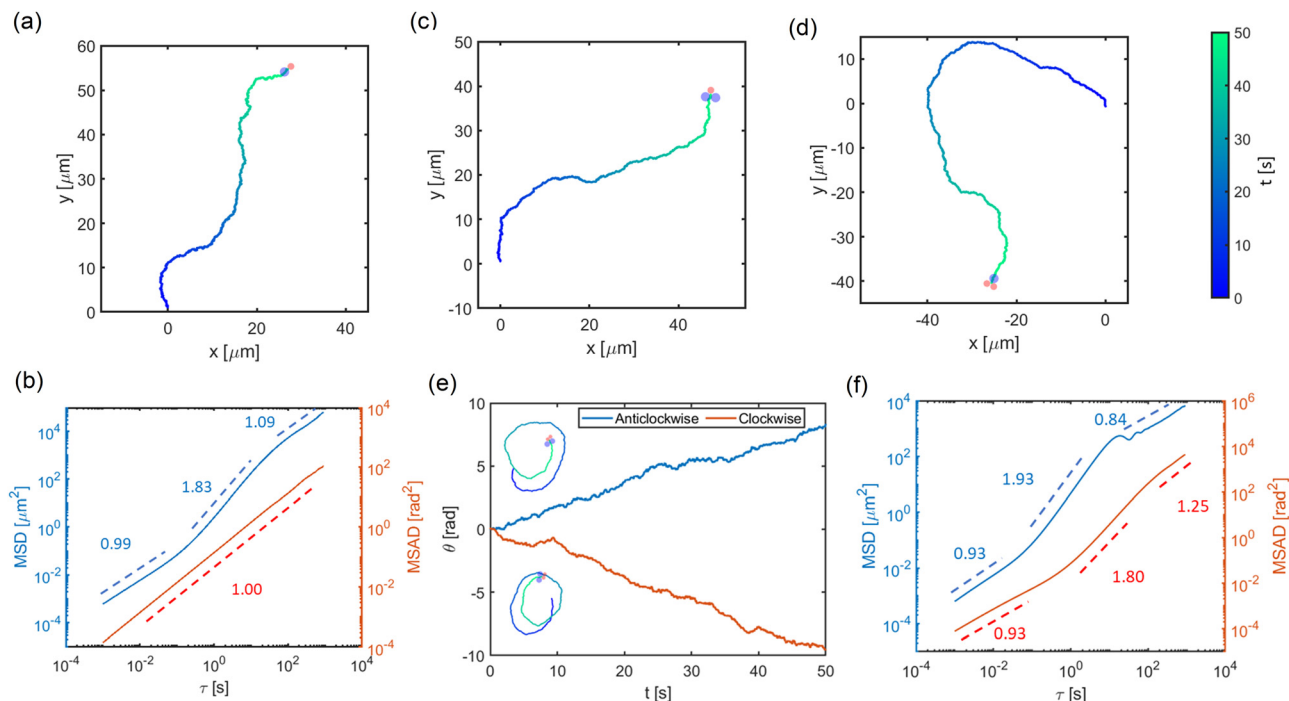 (a)
60
50
40
30
20
10
0
y [μm]
0 20 40
x [μm]
(c)
50
40
30
20
10
0
-10
y [μm]
0 20 40
x [μm]
(d)
10
0
-10
-20
-30
-40
y [μm]
-40 -20 0
x [μm]
50
40
30
20
10
0
t [s]
(b)
10⁴
10²
10⁰
10⁻²
10⁻⁴
MSD [μm²]
0.99
1.83
1.09
1.00
10⁴
10²
10⁰
10⁻²
10⁻⁴
MSAD [rad²]
10⁻⁴ 10⁻² 10⁰ 10² 10⁴
τ [s]
(e)
10
5
0
-5
-10
θ [rad]
Anticlockwise Clockwise
0 10 20 30 40 50
t [s]
(f)
10⁴
10²
10⁰
10⁻²
10⁻⁴
MSD [μm²]
0.93
1.93
0.84
0.93
1.80
1.25
10⁶
10⁴
10²
10⁰
10⁻²
10⁻⁴
MSAD [rad²]
10⁻⁴ 10⁻² 10⁰ 10² 10⁴
τ [s]